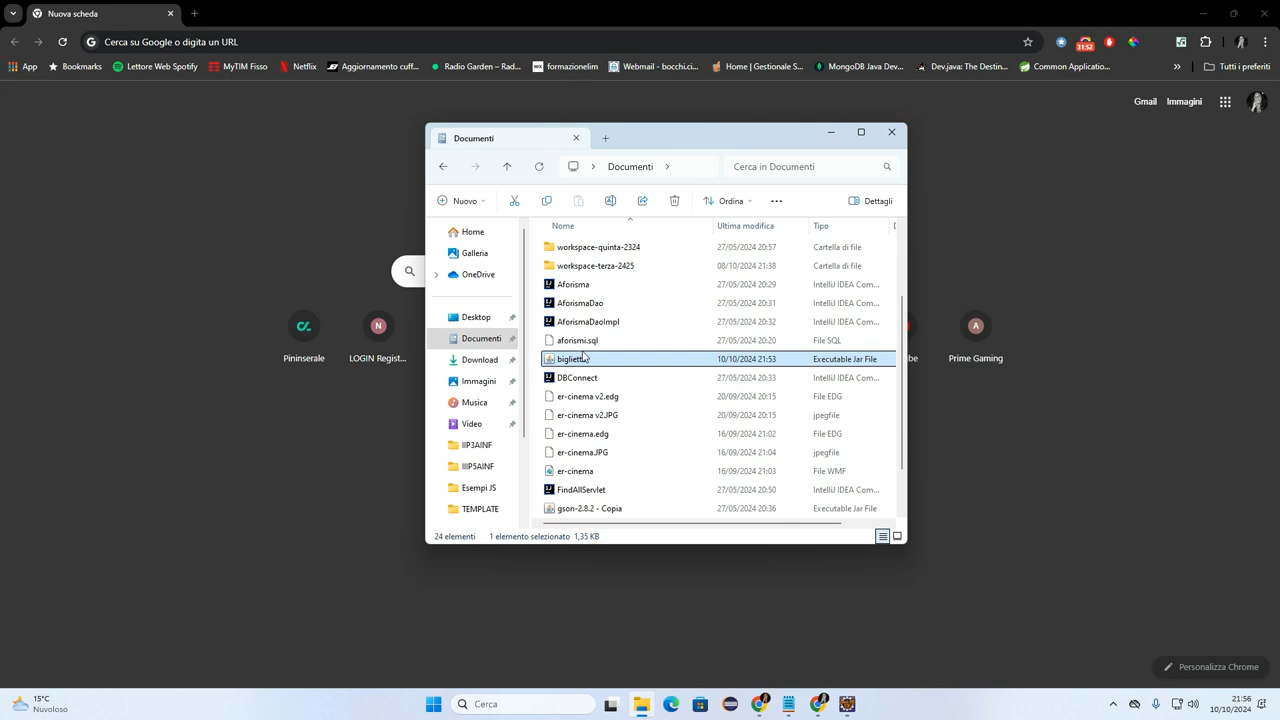 Nuova scheda
Cerca su Google o digita un URL
31:52
App
Bookmarks
Lettore Web Spotify
MyTIM Fisso
Netflix
Aggiornamento cuff...
Radio Garden – Rad...
formazionelim
Webmail - bocchi.ci...
Home | Gestionale S...
MongoDB Java Dev...
Dev.java: The Destin...
Common Applicatio...
Tutti i preferiti
Gmail
Immagini
Documenti
Documenti
Cerca in Documenti
Nuovo
Ordina
Dettagli
Nome
Ultima modifica
Tipo
Home
Galleria
OneDrive
Desktop
Documenti
Download
Immagini
Musica
Video
IIP3AINF
IIIP5AINF
Esempi JS
TEMPLATE
workspace-quinta-2324 27/05/2024 20:57 Cartella di file
workspace-terza-2425 08/10/2024 21:38 Cartella di file
Aforisma 27/05/2024 20:29 IntelliJ IDEA Com...
AforismaDao 27/05/2024 20:31 IntelliJ IDEA Com...
AforismaDaoImpl 27/05/2024 20:32 IntelliJ IDEA Com...
aforismi.sql 27/05/2024 20:20 File SQL
10/10/2024 21:53 Executable Jar File
DBConnect 27/05/2024 20:33 IntelliJ IDEA Com...
er-cinema v2.edg 20/09/2024 20:15 File EDG
er-cinema v2.JPG 20/09/2024 20:15 jpegfile
er-cinema.edg 16/09/2024 21:02 File EDG
er-cinema.JPG 16/09/2024 21:04 jpegfile
er-cinema 16/09/2024 21:03 File WMF
FindAllServlet 27/05/2024 20:50 IntelliJ IDEA Com...
gson-2.8.2 - Copia 27/05/2024 20:36 Executable Jar File
24 elementi
1 elemento selezionato 1,35 KB
Pininserale
N
LOGIN Regist...
A
Prime Gaming
Personalizza Chrome
15°C
Nuvoloso
Cerca
21:56
10/10/2024